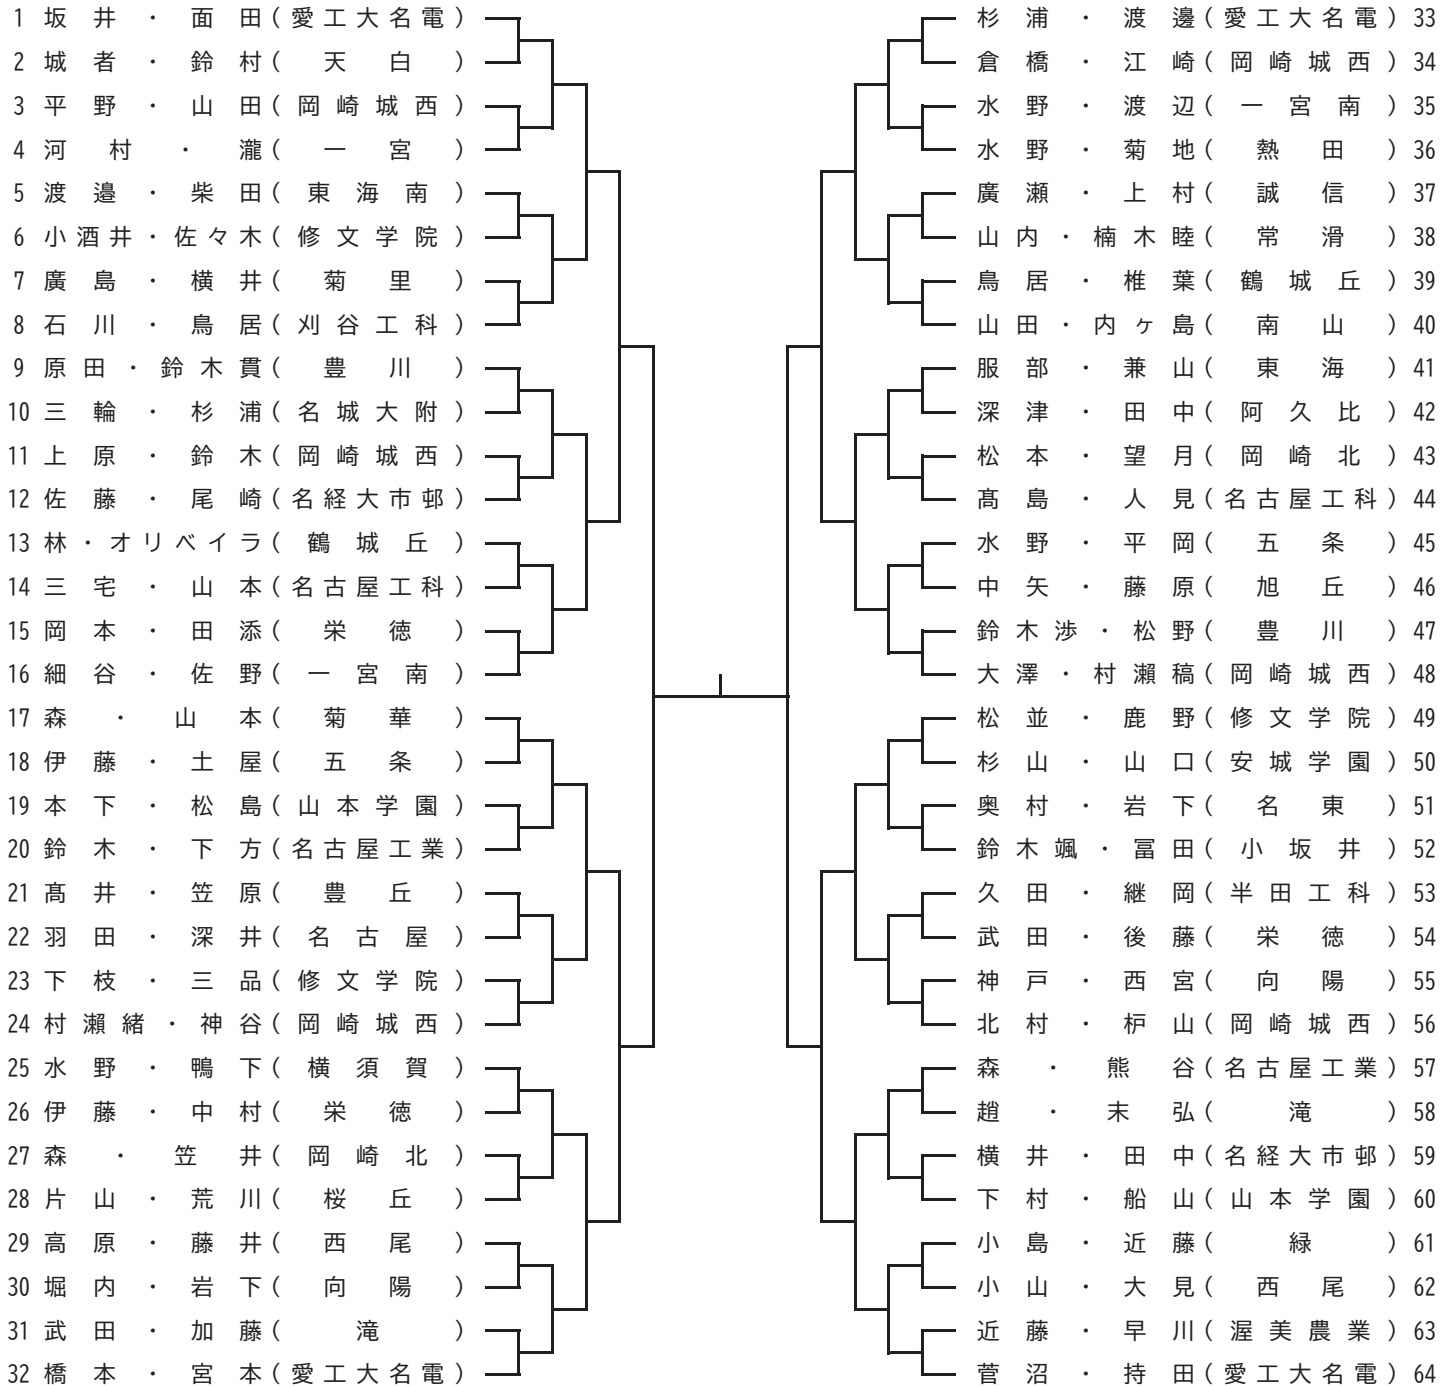 1 坂井・面田(愛工大名電)
2 城者・鈴村(天白)
3 平野・山田(岡崎城西)
4 河村・瀧(一宮)
5 渡邉・柴田(東海南)
6 小酒井・佐々木(修文学院)
7 廣島・横井(菊里)
8 石川・鳥居(刈谷工科)
9 原田・鈴木貫(豊川)
10 三輪・杉浦(名城大附)
11 上原・鈴木(岡崎城西)
12 佐藤・尾崎(名経大市邨)
13 林・オリベイラ(鶴城丘)
14 三宅・山本(名古屋工科)
15 岡本・田添(栄徳)
16 細谷・佐野(一宮南)
17 森・山本(菊華)
18 伊藤・土屋(五条)
19 本下・松島(山本学園)
20 鈴木・下方(名古屋工業)
21 髙井・笠原(豊丘)
22 羽田・深井(名古屋)
23 下枝・三品(修文学院)
24 村瀬緒・神谷(岡崎城西)
25 水野・鴨下(横須賀)
26 伊藤・中村(栄徳)
27 森・笠井(岡崎北)
28 片山・荒川(桜丘)
29 高原・藤井(西尾)
30 堀内・岩下(向陽)
31 武田・加藤(滝)
32 橋本・宮本(愛工大名電)
杉浦・渡邊(愛工大名電) 33
倉橋・江崎(岡崎城西) 34
水野・渡辺(一宮南) 35
水野・菊地(熱田) 36
廣瀬・上村(誠信) 37
山内・楠木睦(常滑) 38
鳥居・椎葉(鶴城丘) 39
山田・内ヶ島(南山) 40
服部・兼山(東海) 41
深津・田中(阿久比) 42
松本・望月(岡崎北) 43
髙島・人見(名古屋工科) 44
水野・平岡(五条) 45
中矢・藤原(旭丘) 46
鈴木渉・松野(豊川) 47
大澤・村瀬稿(岡崎城西) 48
松並・鹿野(修文学院) 49
杉山・山口(安城学園) 50
奥村・岩下(名東) 51
鈴木颯・冨田(小坂井) 52
久田・継岡(半田工科) 53
武田・後藤(栄徳) 54
神戸・西宮(向陽) 55
北村・枦山(岡崎城西) 56
森・熊谷(名古屋工業) 57
趙・末弘(滝) 58
横井・田中(名経大市邨) 59
下村・船山(山本学園) 60
小島・近藤(緑) 61
小山・大見(西尾) 62
近藤・早川(渥美農業) 63
菅沼・持田(愛工大名電) 64